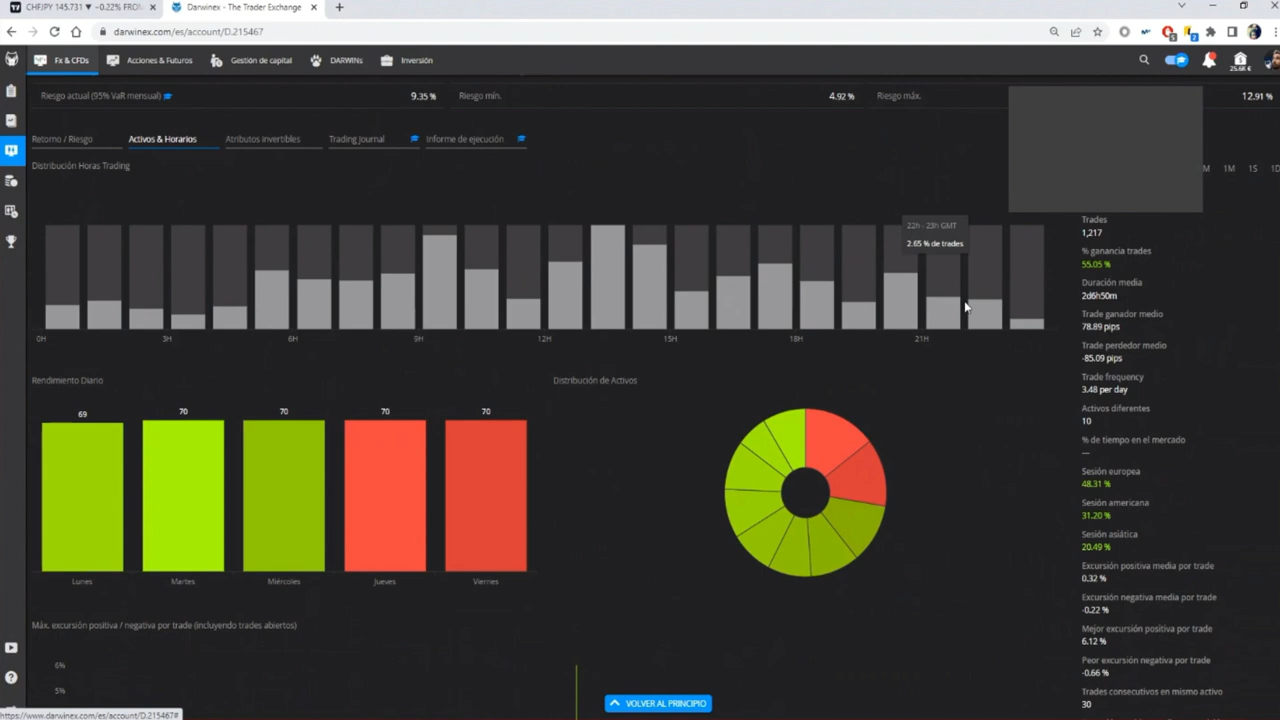 CHFJPY 145.731 ▼ −0.22% FROM
Darwinex - The Trader Exchange
darwinex.com/es/account/D.215467
Fx & CFDs
Acciones & Futuros
Gestión de capital
DARWINs
Inversión
25.6K €
Riesgo actual (95% VaR mensual)
9.35 %
Riesgo mín.
4.92 %
Riesgo máx.
12.91 %
Retorno / Riesgo
Activos & Horarios
Atributos invertibles
Trading Journal
Informe de ejecución
Distribución Horas Trading
M
1M
1S
1D
22h - 23h GMT
2.65 % de trades
0H
3H
6H
9H
12H
15H
18H
21H
Trades
1,217
% ganancia trades
55.05 %
Duración media
2d6h50m
Trade ganador medio
78.89 pips
Trade perdedor medio
-85.09 pips
Trade frequency
3.48 per day
Activos diferentes
10
% de tiempo en el mercado
---
Sesión europea
48.31 %
Sesión americana
31.20 %
Sesión asiática
20.49 %
Excursión positiva media por trade
0.32 %
Excursión negativa media por trade
-0.22 %
Mejor excursión positiva por trade
6.12 %
Peor excursión negativa por trade
-0.66 %
Trades consecutivos en mismo activo
30
Rendimiento Diario
69
70
70
70
70
Lunes
Martes
Miércoles
Jueves
Viernes
Distribución de Activos
Máx. excursión positiva / negativa por trade (incluyendo trades abiertos)
6%
5%
VOLVER AL PRINCIPIO
https://www.darwinex.com/es/account/D.215467#